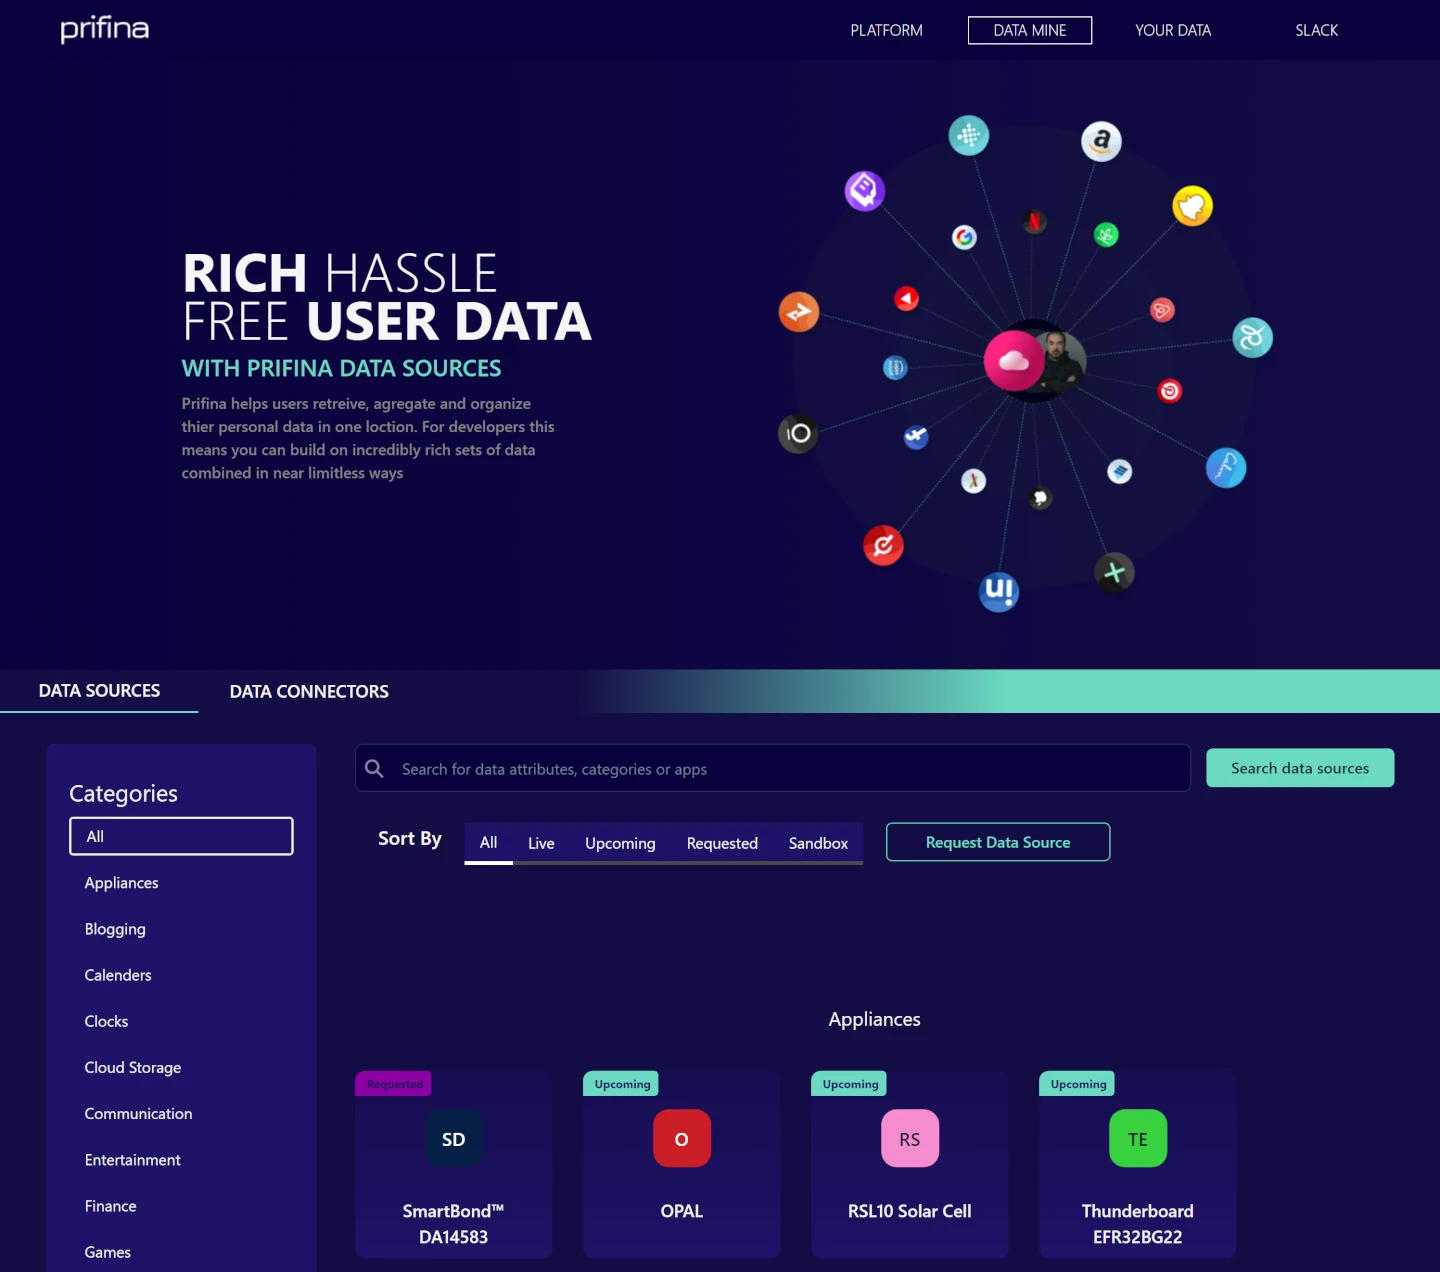 prifina
PLATFORM
DATA MINE
YOUR DATA
SLACK
RICH HASSLE
FREE USER DATA
WITH PRIFINA DATA SOURCES
Prifina helps users retreive, agregate and organize
thier personal data in one loction. For developers this
means you can build on incredibly rich sets of data
combined in near limitless ways
DATA SOURCES
DATA CONNECTORS
Categories
All
Appliances
Blogging
Calenders
Clocks
Cloud Storage
Communication
Entertainment
Finance
Games
Search for data attributes, categories or apps
Search data sources
Sort By
All
Live
Upcoming
Requested
Sandbox
Request Data Source
Appliances
Requested
SD
SmartBond™
DA14583
Upcoming
O
OPAL
Upcoming
RS
RSL10 Solar Cell
Upcoming
TE
Thunderboard
EFR32BG22